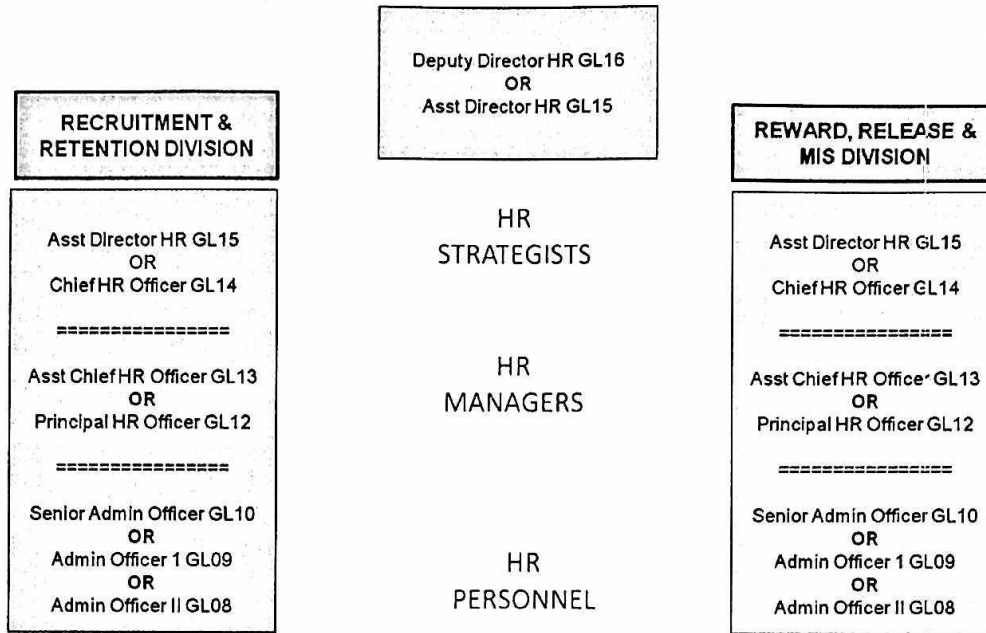 Deputy Director HR GL16
OR
Asst Director HR GL15
RECRUITMENT &
RETENTION DIVISION
Asst Director HR GL15
OR
Chief HR Officer GL14
================
Asst Chief HR Officer GL13
OR
Principal HR Officer GL12
================
Senior Admin Officer GL10
OR
Admin Officer 1 GL09
OR
Admin Officer II GL08
HR
STRATEGISTS
HR
MANAGERS
HR
PERSONNEL
REWARD, RELEASE &
MIS DIVISION
Asst Director HR GL15
OR
Chief HR Officer GL14
================
Asst Chief HR Officer GL13
OR
Principal HR Officer GL12
================
Senior Admin Officer GL10
OR
Admin Officer 1 GL09
OR
Admin Officer II GL08